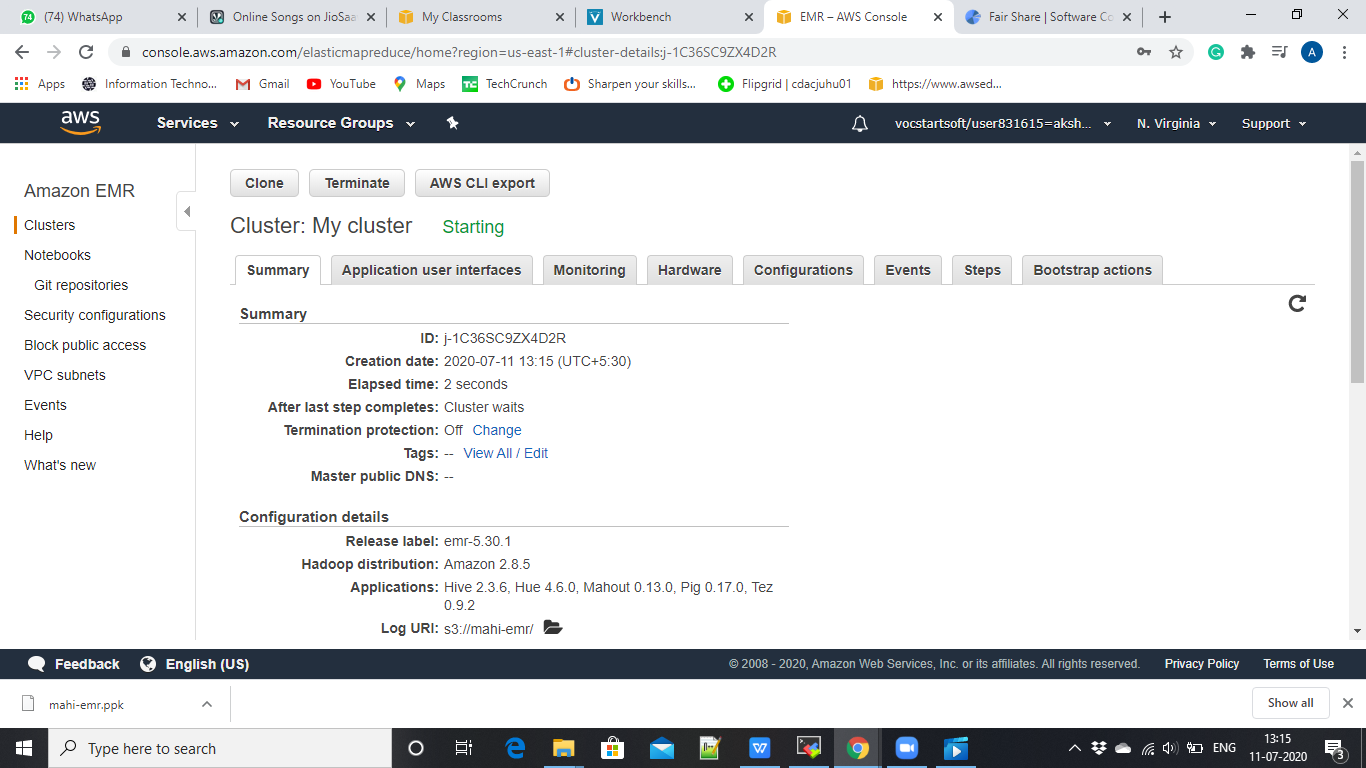 (74) WhatsApp
Online Songs on JioSaa
My Classrooms
Workbench
EMR – AWS Console
Fair Share | Software Co
console.aws.amazon.com/elasticmapreduce/home?region=us-east-1#cluster-details:j-1C36SC9ZX4D2R
Apps
Information Techno...
Gmail
YouTube
Maps
TechCrunch
Sharpen your skills...
Flipgrid | cdacjuhu01
https://www.awsed...
aws
Services
Resource Groups
vocstartsoft/user831615=aksh...
N. Virginia
Support
Amazon EMR
Clusters
Notebooks
Git repositories
Security configurations
Block public access
VPC subnets
Events
Help
What's new
Clone
Terminate
AWS CLI export
Cluster: My cluster Starting
Summary
Application user interfaces
Monitoring
Hardware
Configurations
Events
Steps
Bootstrap actions
Summary
ID: j-1C36SC9ZX4D2R
Creation date: 2020-07-11 13:15 (UTC+5:30)
Elapsed time: 2 seconds
After last step completes: Cluster waits
Termination protection: Off Change
Tags: -- View All / Edit
Master public DNS: --
Configuration details
Release label: emr-5.30.1
Hadoop distribution: Amazon 2.8.5
Applications: Hive 2.3.6, Hue 4.6.0, Mahout 0.13.0, Pig 0.17.0, Tez
0.9.2
Log URI: s3://mahi-emr/
Feedback
English (US)
© 2008 - 2020, Amazon Web Services, Inc. or its affiliates. All rights reserved.
Privacy Policy
Terms of Use
mahi-emr.ppk
Show all
Type here to search
ENG
13:15
11-07-2020
3